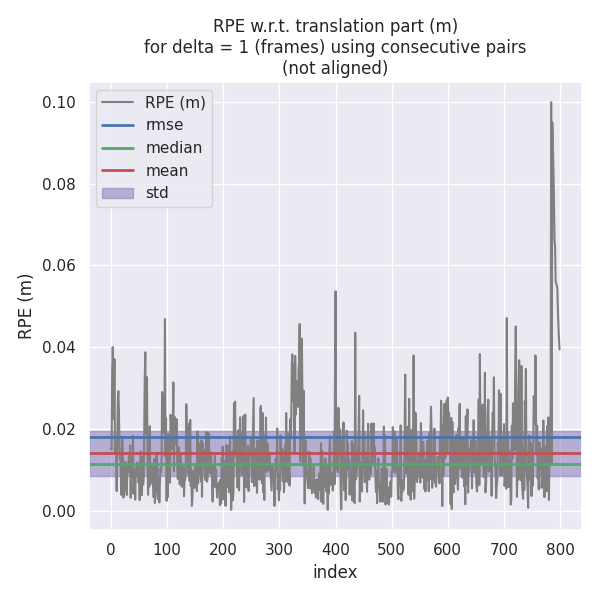 RPE w.r.t. translation part (m)
for delta = 1 (frames) using consecutive pairs
(not aligned)
RPE (m)
rmse
median
mean
std
0.10
0.08
0.06
0.04
0.02
0.00
RPE (m)
0 100 200 300 400 500 600 700 800
index